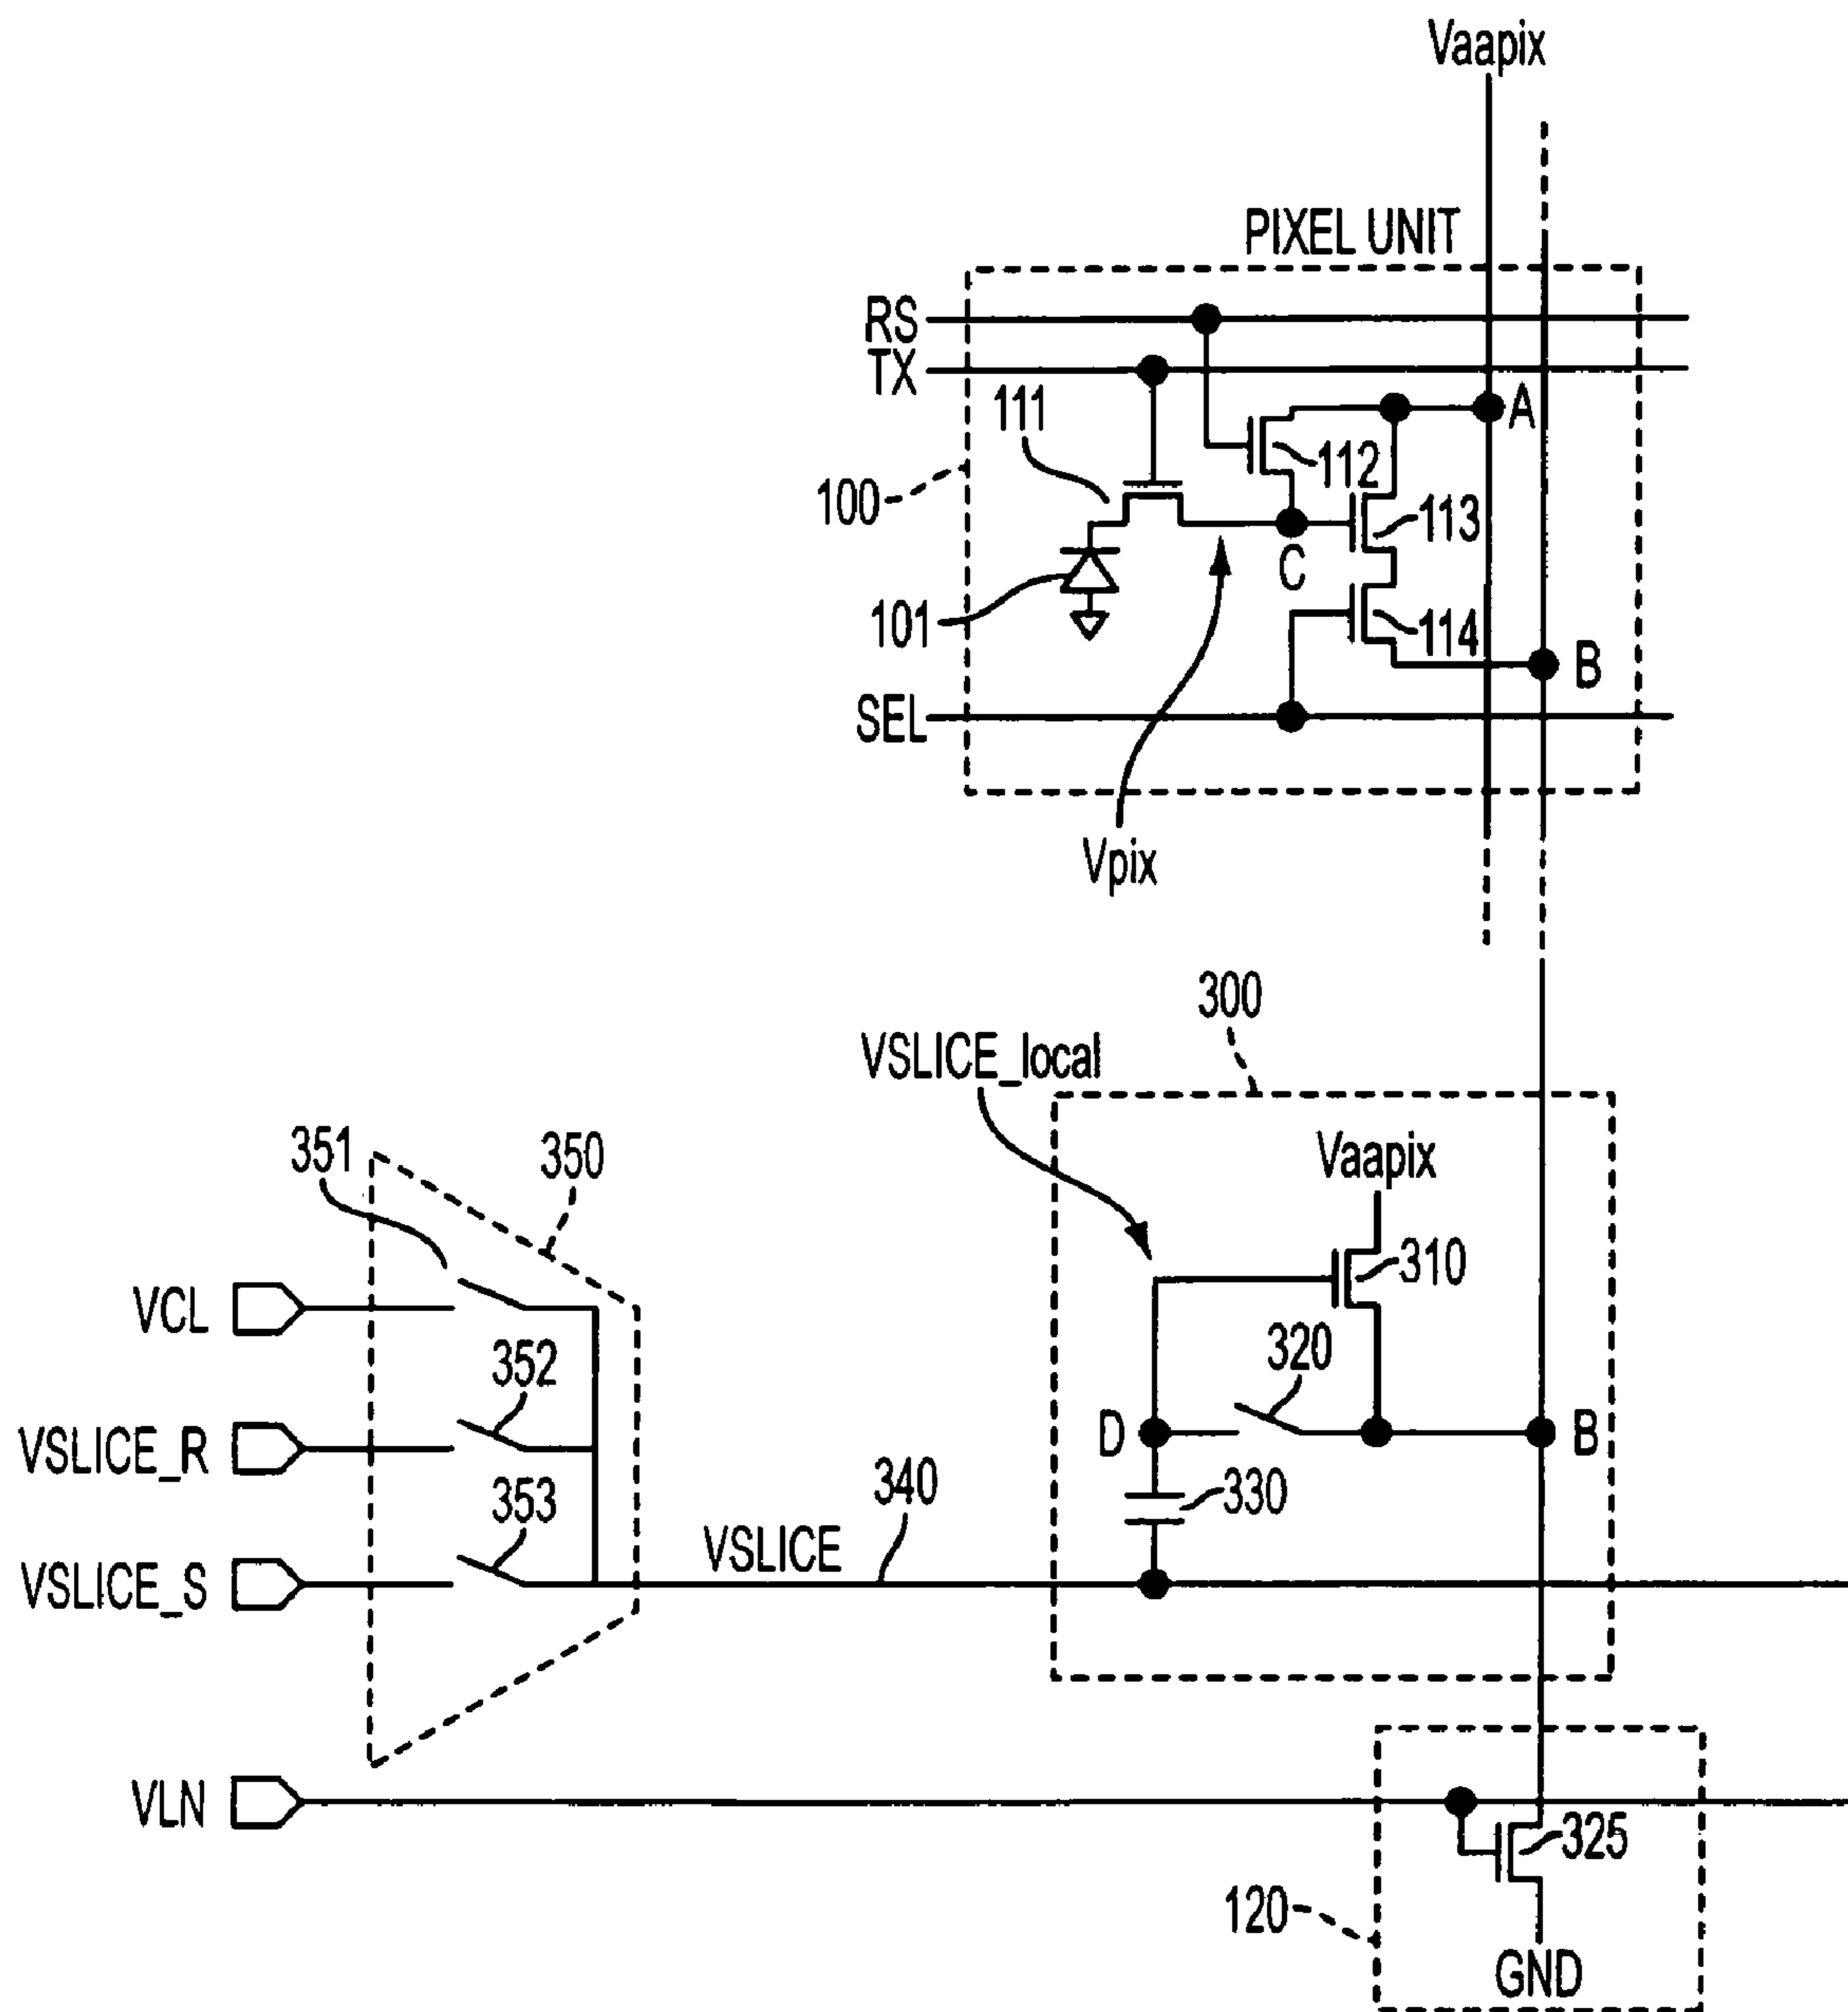 Vaapix
PIXEL UNIT
RS
TX
111
A
112
100
113
C
101
114
B
SEL
Vpix
300
VSLICE_local
351
350
Vaapix
310
VCL
352
320
D
B
VSLICE_R
353
340
330
VSLICE
VSLICE_S
VLN
325
120
GND